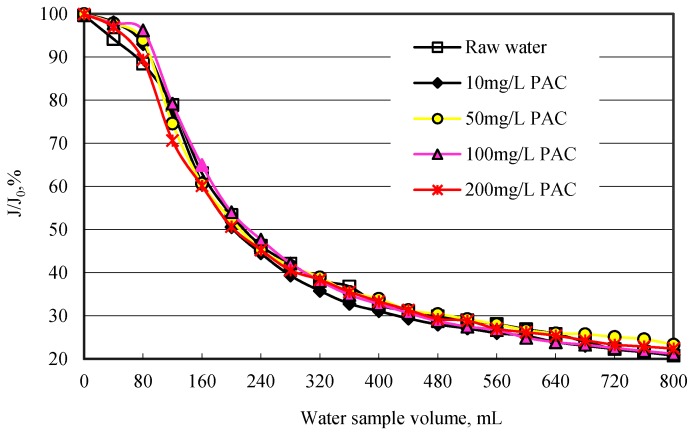 100
90
80
70
60
50
40
30
20
J/J0,%
Raw water
10mg/L PAC
50mg/L PAC
100mg/L PAC
200mg/L PAC
0 80 160 240 320 400 480 560 640 720 800
Water sample volume, mL